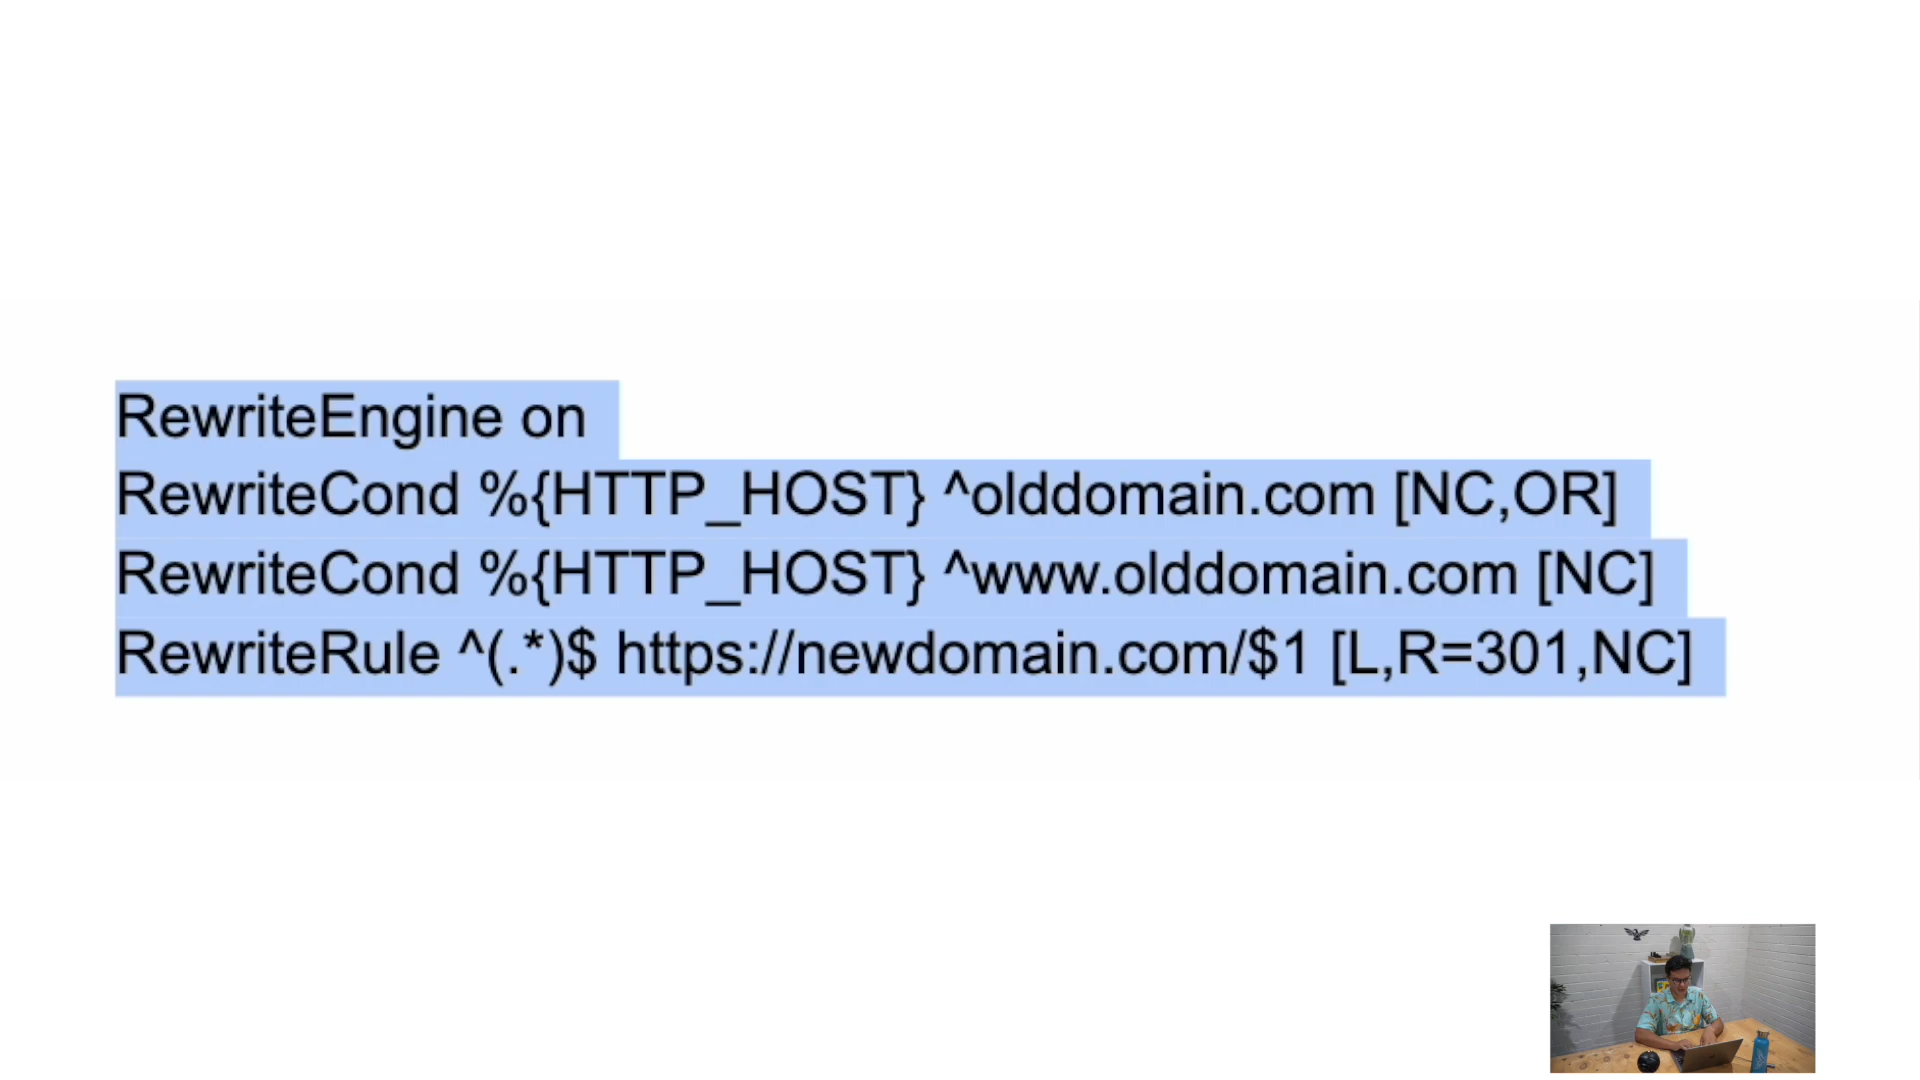 RewriteEngine on
RewriteCond %{HTTP_HOST} ^olddomain.com [NC,OR]
RewriteCond %{HTTP_HOST} ^www.olddomain.com [NC]
RewriteRule ^(.*)$ https://newdomain.com/$1 [L,R=301,NC]